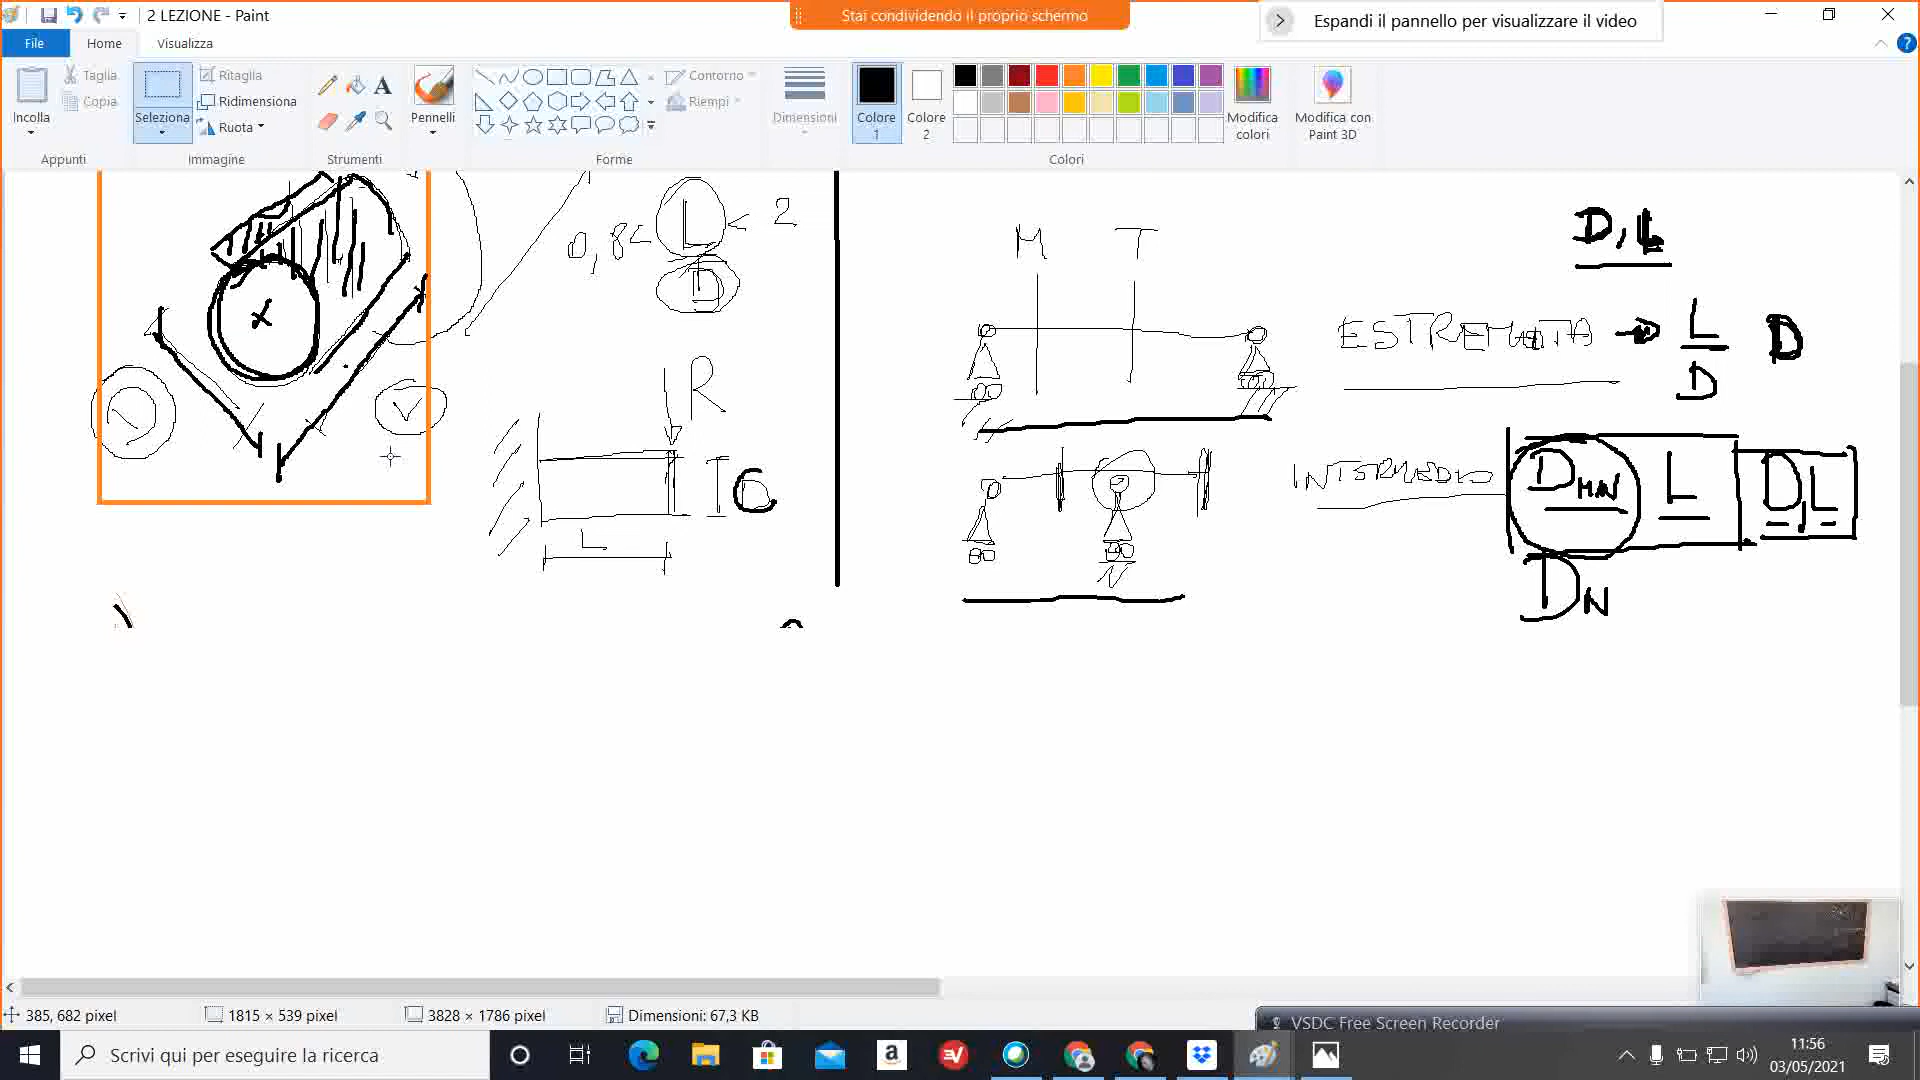 2 LEZIONE - Paint
Stai condividendo il proprio schermo
Espandi il pannello per visualizzare il video
File
Home
Visualizza
Incolla
Taglia
Copia
Appunti
Seleziona
Ritaglia
Ridimensiona
Ruota
Immagine
Strumenti
Pennelli
Forme
Contorno
Riempi
Dimensioni
Colore
1
Colore
2
Colori
Modifica
colori
Modifica con
Paint 3D
0,8 < L < 2
D
R
L
M T
D, L
ESTREMITA
L
D
D
INTERMEDIO
D MIN L
D, L
D N
385, 682 pixel
1815 × 539 pixel
3828 × 1786 pixel
Dimensioni: 67,3 KB
VSDC Free Screen Recorder
Scrivi qui per eseguire la ricerca
11:56
03/05/2021